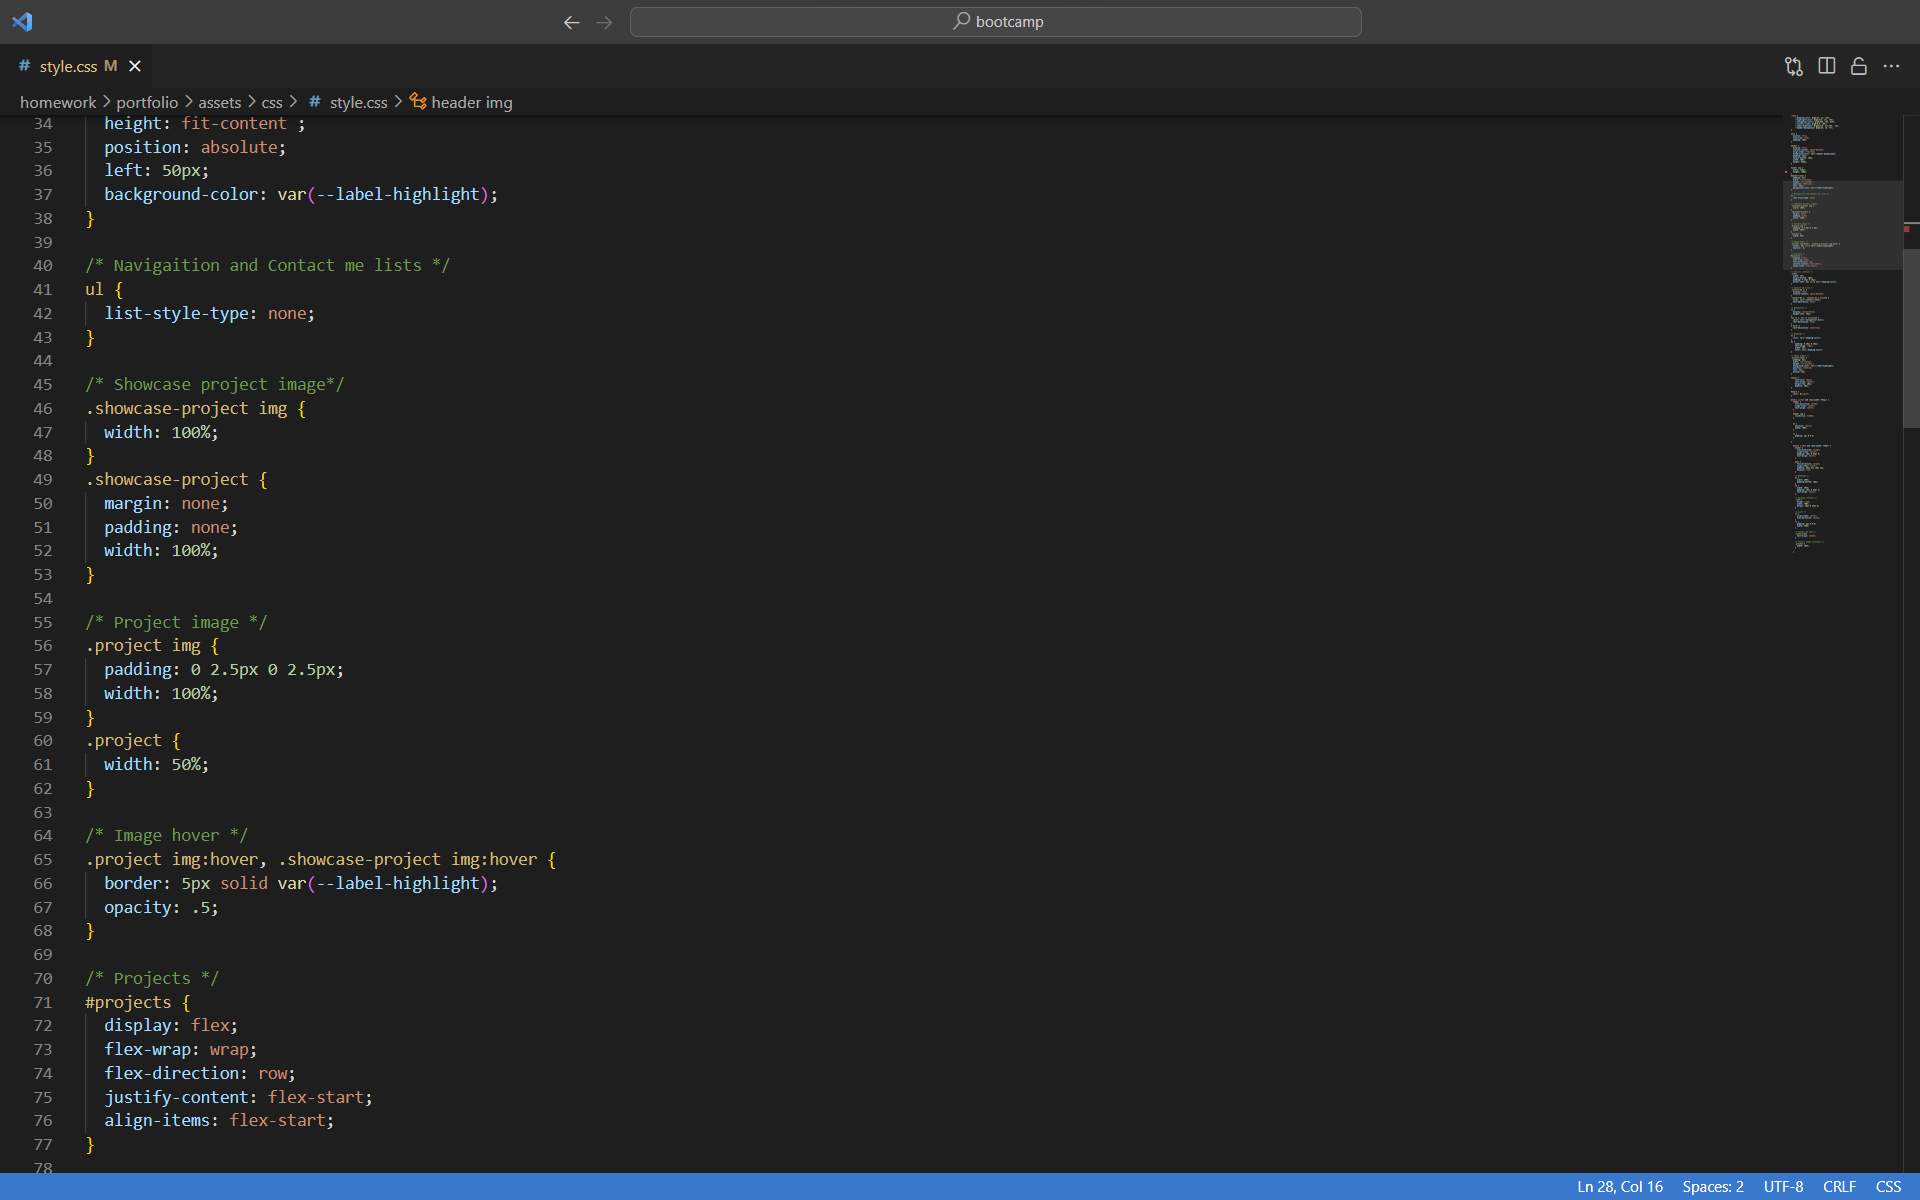 bootcamp
# style.css M
homework > portfolio > assets > css > # style.css > header img
34 height: fit-content ;
35 position: absolute;
36 left: 50px;
37 background-color: var(--label-highlight);
38 }
39
40 /* Navigaition and Contact me lists */
41 ul {
42 list-style-type: none;
43 }
44
45 /* Showcase project image*/
46 .showcase-project img {
47 width: 100%;
48 }
49 .showcase-project {
50 margin: none;
51 padding: none;
52 width: 100%;
53 }
54
55 /* Project image */
56 .project img {
57 padding: 0 2.5px 0 2.5px;
58 width: 100%;
59 }
60 .project {
61 width: 50%;
62 }
63
64 /* Image hover */
65 .project img:hover, .showcase-project img:hover {
66 border: 5px solid var(--label-highlight);
67 opacity: .5;
68 }
69
70 /* Projects */
71 #projects {
72 display: flex;
73 flex-wrap: wrap;
74 flex-direction: row;
75 justify-content: flex-start;
76 align-items: flex-start;
77 }
78
Ln 28, Col 16 Spaces: 2 UTF-8 CRLF CSS